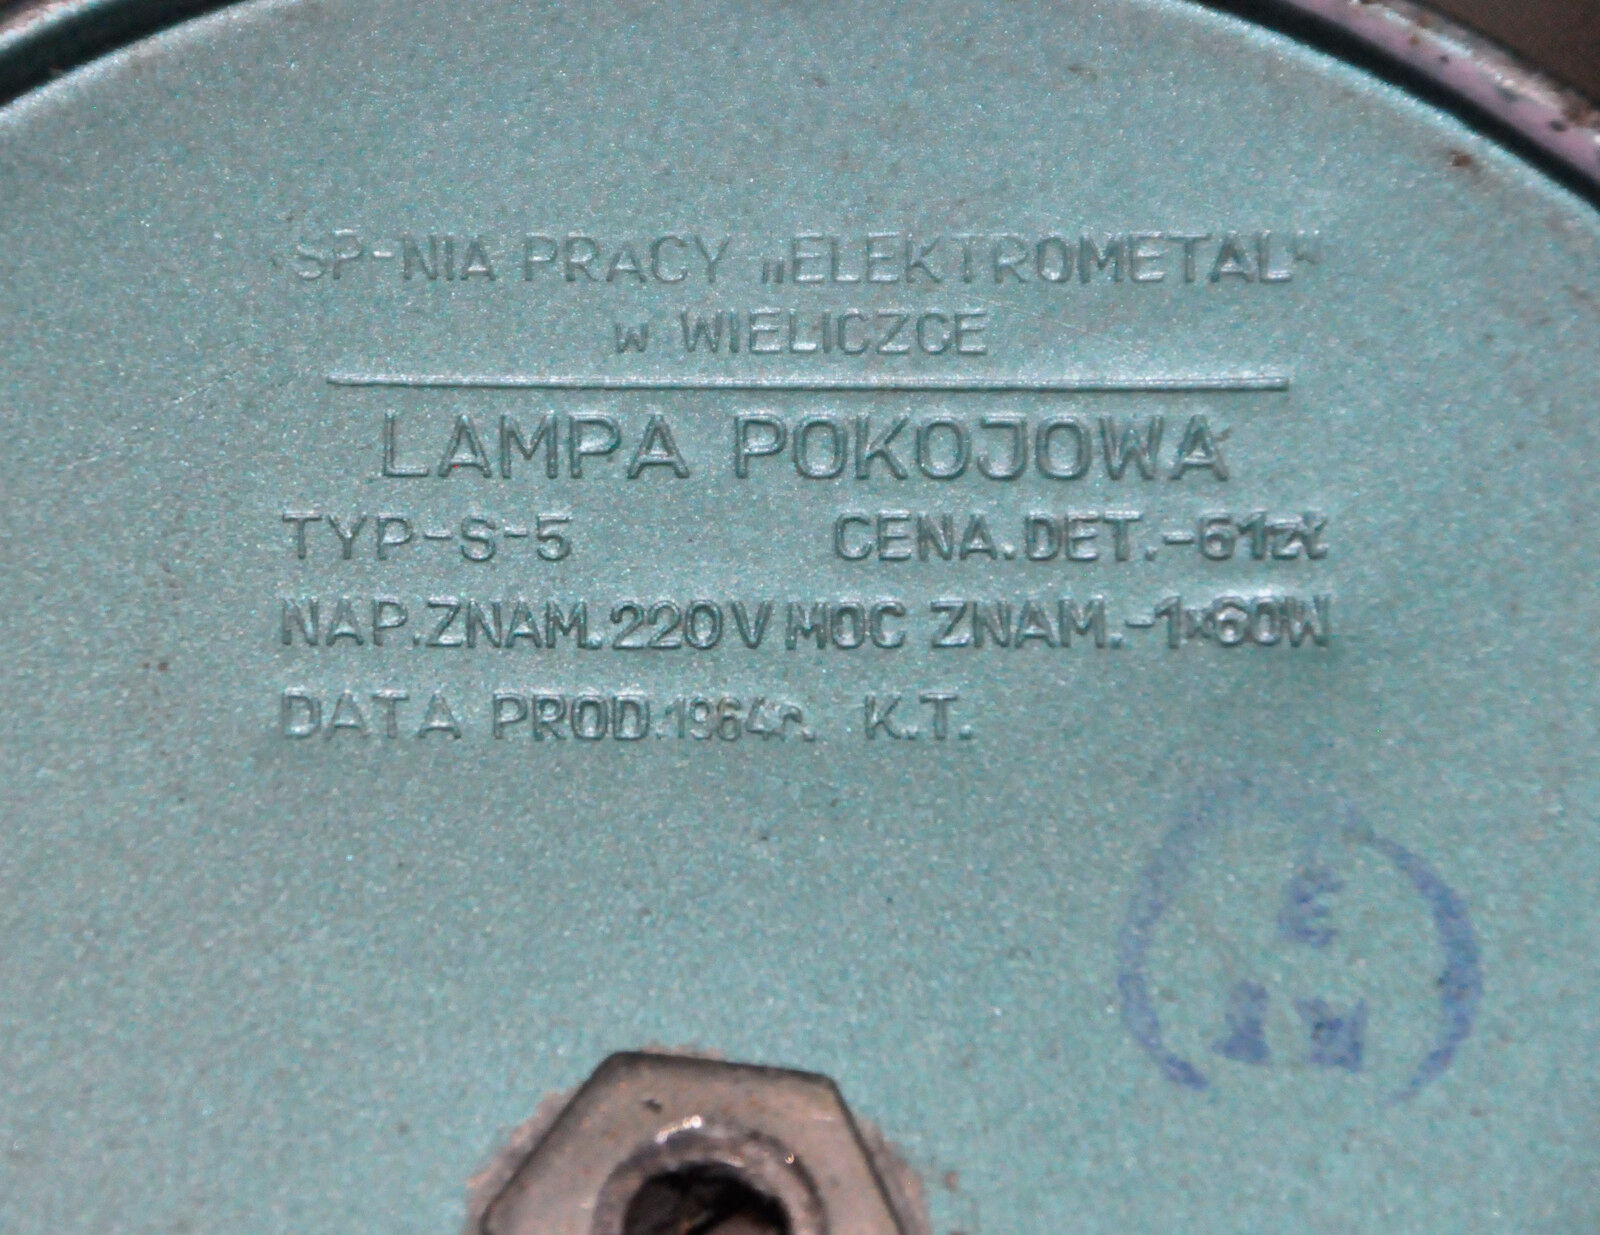 SP-NIA PRACY „ELEKTROMETAL”
w WIELICZCE
LAMPA POKOJOWA
TYP-S-5 CENA.DET.-61zł
NAP.ZNAM.220V MOC ZNAM.-1x60W
DATA PROD.1964r. K.T.